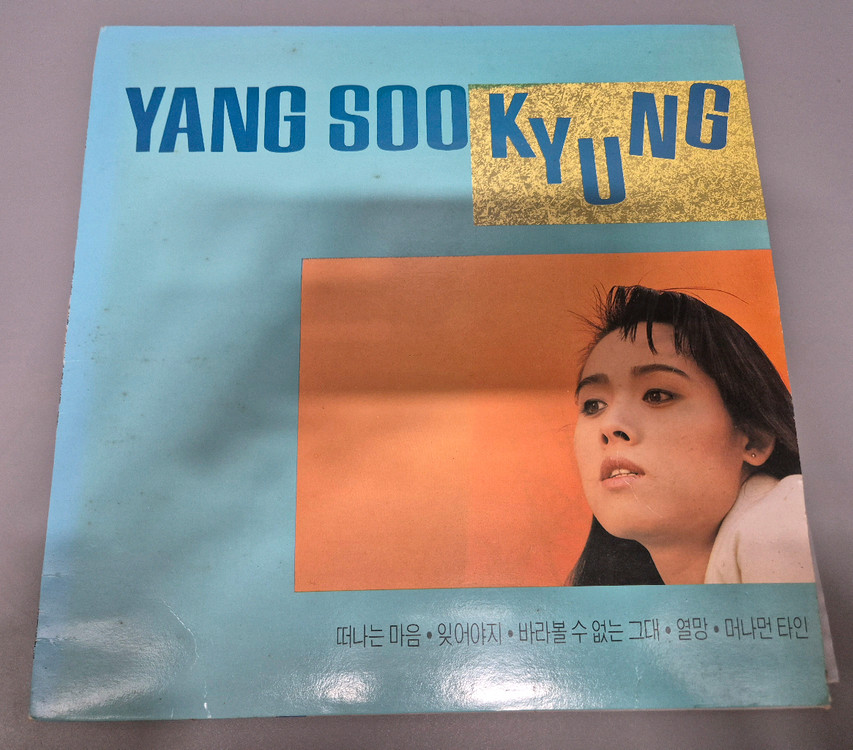 YANG SOO KYUNG
떠나는 마음 • 잊어야지 • 바라볼 수 없는 그대 • 열망 • 머나먼 타인